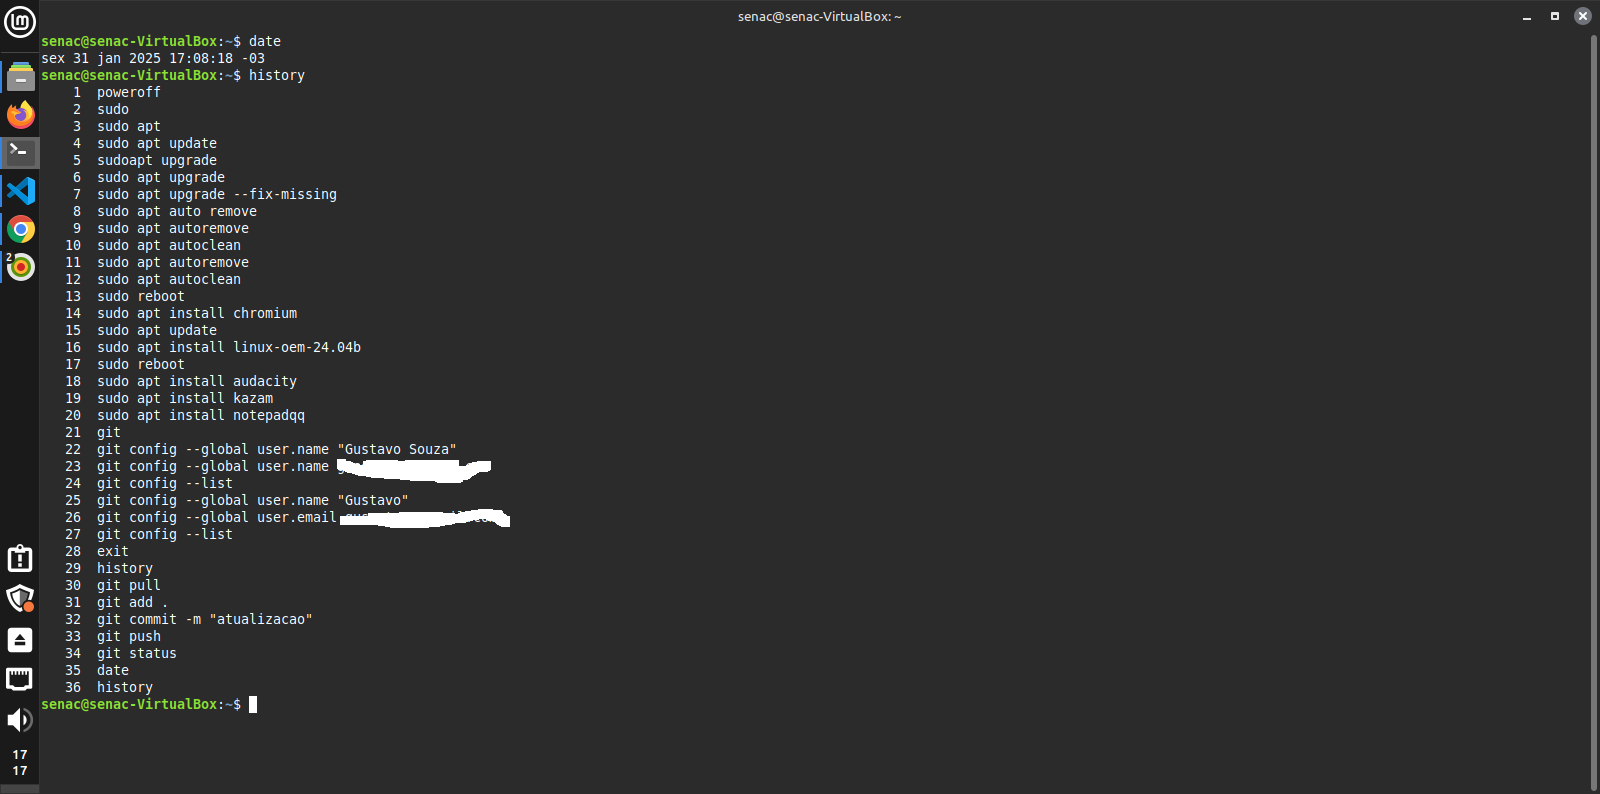 senac@senac-VirtualBox: ~
senac@senac-VirtualBox:~$ date
sex 31 jan 2025 17:08:18 -03
senac@senac-VirtualBox:~$ history
1 poweroff
2 sudo
3 sudo apt
4 sudo apt update
5 sudoapt upgrade
6 sudo apt upgrade
7 sudo apt upgrade --fix-missing
8 sudo apt auto remove
9 sudo apt autoremove
10 sudo apt autoclean
11 sudo apt autoremove
12 sudo apt autoclean
13 sudo reboot
14 sudo apt install chromium
15 sudo apt update
16 sudo apt install linux-oem-24.04b
17 sudo reboot
18 sudo apt install audacity
19 sudo apt install kazam
20 sudo apt install notepadqq
21 git
22 git config --global user.name "Gustavo Souza"
23 git config --global user.name
24 git config --list
25 git config --global user.name "Gustavo"
26 git config --global user.email
27 git config --list
28 exit
29 history
30 git pull
31 git add .
32 git commit -m "atualizacao"
33 git push
34 git status
35 date
36 history
senac@senac-VirtualBox:~$
2
17
17